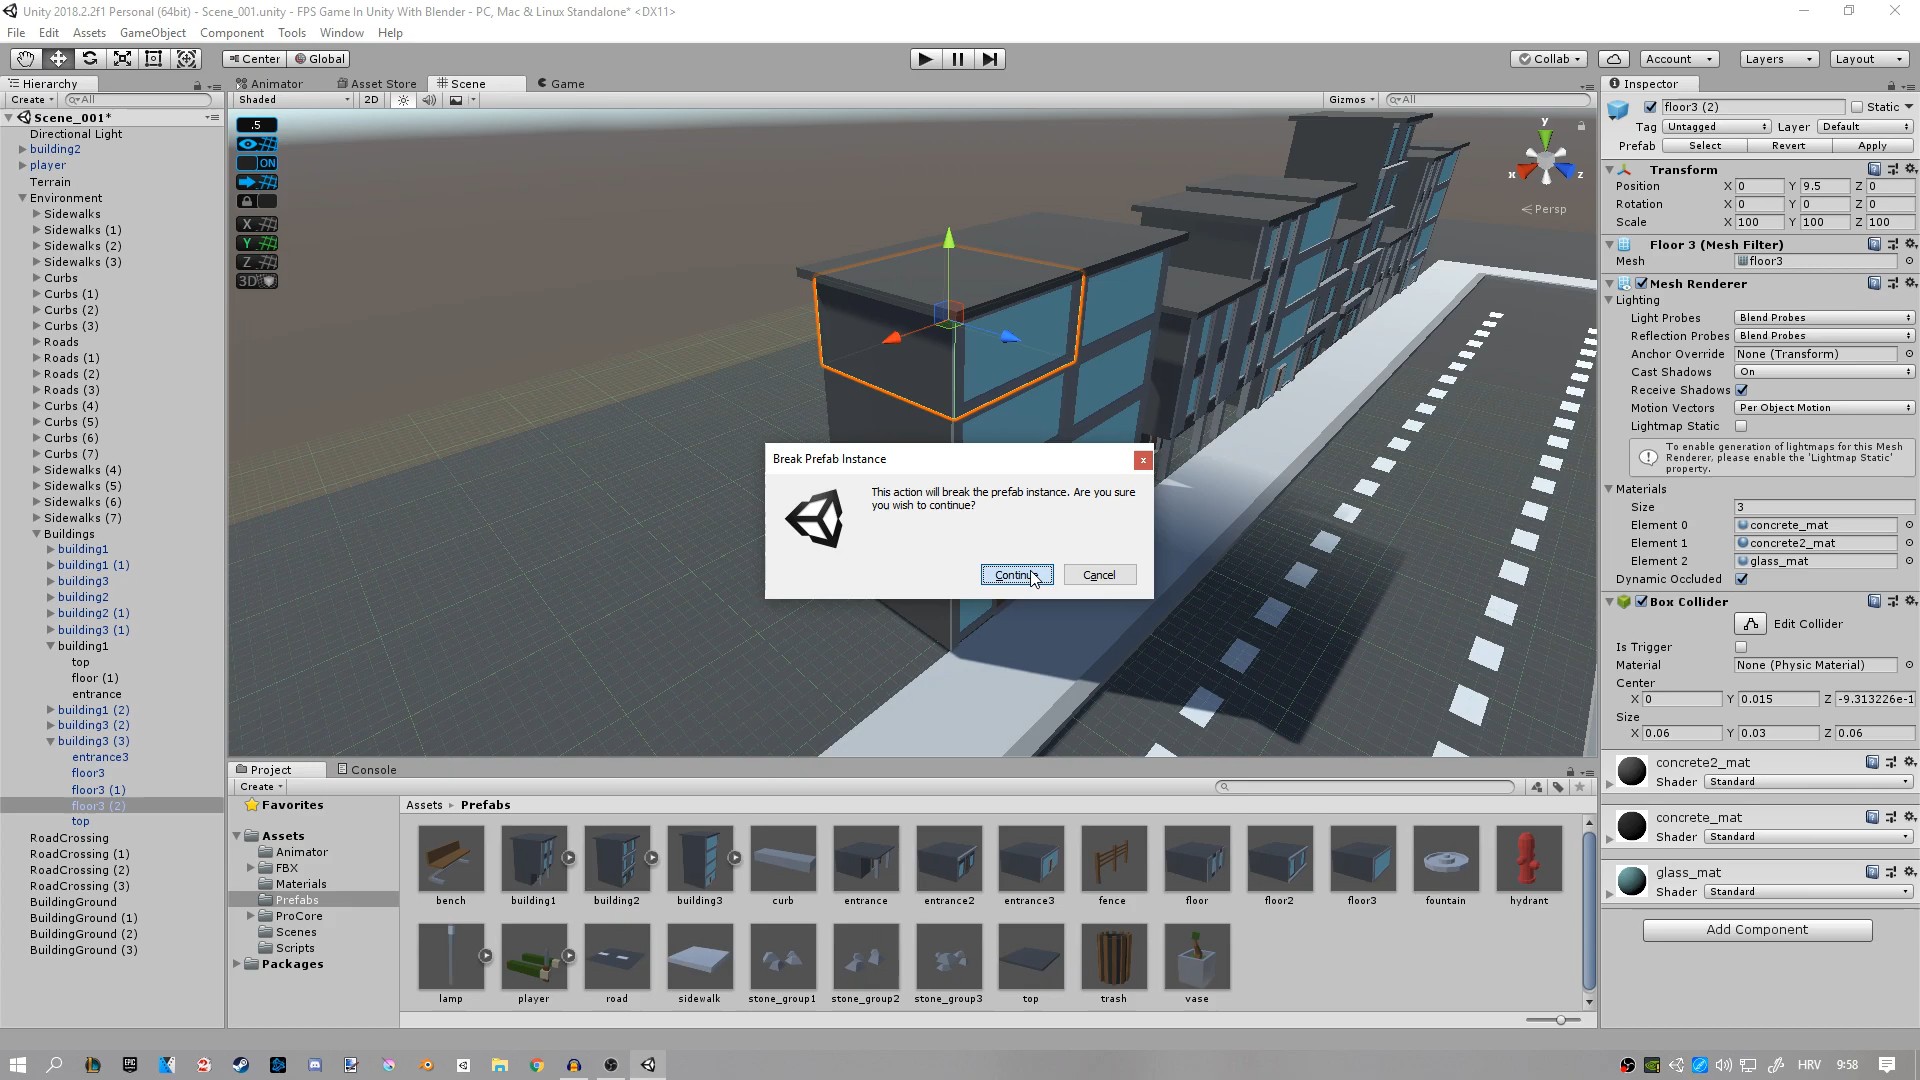 Unity 2018.2.2f1 Personal (64bit) - Scene_001.unity - FPS Game In Unity With Blender - PC, Mac & Linux Standalone* <DX11>
File Edit Assets GameObject Component Tools Window Help
Center Global
Collab Account Layers Layout
Hierarchy
Create All
Scene_001*
Directional Light
building2
player
Terrain
Environment
Sidewalks
Sidewalks (1)
Sidewalks (2)
Sidewalks (3)
Curbs
Curbs (1)
Curbs (2)
Curbs (3)
Roads
Roads (1)
Roads (2)
Roads (3)
Curbs (4)
Curbs (5)
Curbs (6)
Curbs (7)
Sidewalks (4)
Sidewalks (5)
Sidewalks (6)
Sidewalks (7)
Buildings
building1
building1 (1)
building3
building2
building2 (1)
building3 (1)
building1
top
floor (1)
entrance
building1 (2)
building3 (2)
building3 (3)
entrance3
floor3
floor3 (1)
floor3 (2)
top
RoadCrossing
RoadCrossing (1)
RoadCrossing (2)
RoadCrossing (3)
BuildingGround
BuildingGround (1)
BuildingGround (2)
BuildingGround (3)
Animator Asset Store Scene Game
Shaded 2D Gizmos All
.5
ON
X
Y
Z
3D
y
x z
Persp
Break Prefab Instance
x
This action will break the prefab instance. Are you sure
you wish to continue?
Continue Cancel
Project Console
Create
Favorites
Assets
Animator
FBX
Materials
Prefabs
ProCore
Scenes
Scripts
Packages
Assets Prefabs
bench building1 building2 building3 curb entrance entrance2 entrance3 fence floor floor2 floor3 fountain hydrant
lamp player road sidewalk stone_group1 stone_group2 stone_group3 top trash vase
Inspector
floor3 (2) Static
Tag Untagged Layer Default
Prefab Select Revert Apply
Transform
Position X 0 Y 9.5 Z 0
Rotation X 0 Y 0 Z 0
Scale X 100 Y 100 Z 100
Floor 3 (Mesh Filter)
Mesh floor3
Mesh Renderer
Lighting
Light Probes Blend Probes
Reflection Probes Blend Probes
Anchor Override None (Transform)
Cast Shadows On
Receive Shadows
Motion Vectors Per Object Motion
Lightmap Static
To enable generation of lightmaps for this Mesh
Renderer, please enable the 'Lightmap Static'
property.
Materials
Size 3
Element 0 concrete_mat
Element 1 concrete2_mat
Element 2 glass_mat
Dynamic Occluded
Box Collider
Edit Collider
Is Trigger
Material None (Physic Material)
Center
X 0 Y 0.015 Z -9.313226e-1
Size
X 0.06 Y 0.03 Z 0.06
concrete2_mat
Shader Standard
concrete_mat
Shader Standard
glass_mat
Shader Standard
Add Component
EPIC
HRV 9:58